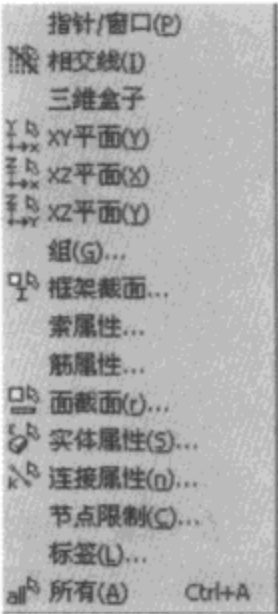 指针/窗口(P)
相交线(I)
三维盒子
XY平面(Y)
XZ平面(X)
XZ平面(Y)
组(G)...
框架截面...
索属性...
筋属性...
面截面(r)...
实体属性(S)...
连接属性(n)...
节点限制(C)...
标签(L)...
all 所有(A) Ctrl+A